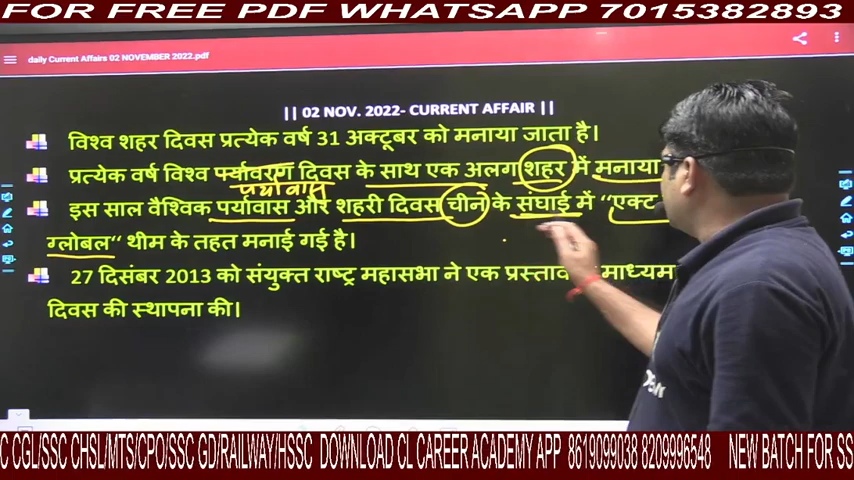 FOR FREE PDF WHATSAPP 7015382893
daily Current Affairs 02 NOVEMBER 2022.pdf
|| 02 NOV. 2022- CURRENT AFFAIR ||
विश्व शहर दिवस प्रत्येक वर्ष 31 अक्टूबर को मनाया जाता है।
प्रत्येक वर्ष विश्व पर्यावरण दिवस के साथ एक अलग शहर में मनाया
पर्यावास
इस साल वैश्विक पर्यावास और शहरी दिवस चीन के संघाई में “एक्ट
ग्लोबल“ थीम के तहत मनाई गई है।
27 दिसंबर 2013 को संयुक्त राष्ट्र महासभा ने एक प्रस्ताव माध्यम
दिवस की स्थापना की।
C CGL/SSC CHSL/MTS/CPO/SSC GD/RAILWAY/HSSC DOWNLOAD CL CAREER ACADEMY APP 8619099038 8209996548 NEW BATCH FOR SS